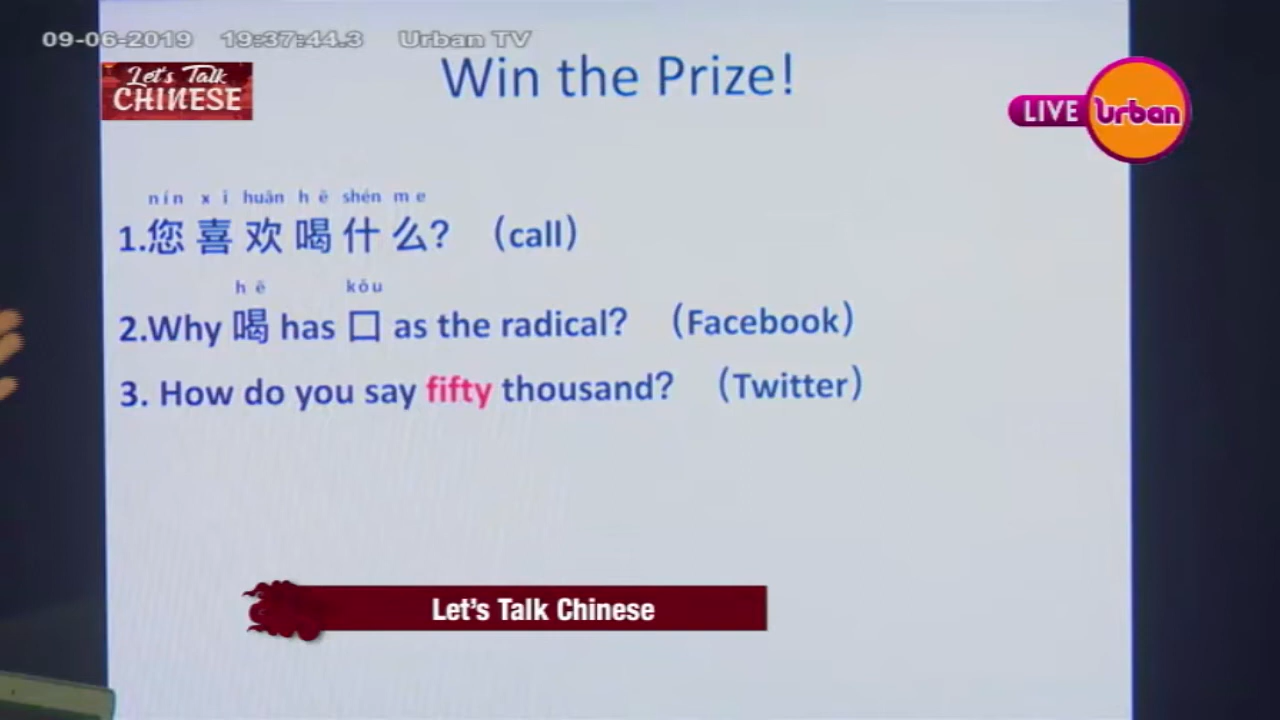 09-06-2019 19:37:44.3 Urban TV
Let's Talk
CHINESE
Win the Prize!
LIVE urban
nín xǐ huān hē shén me
1.您喜欢喝什么? (call)
hē kǒu
2.Why 喝 has 口 as the radical? (Facebook)
3. How do you say fifty thousand? (Twitter)
Let's Talk Chinese